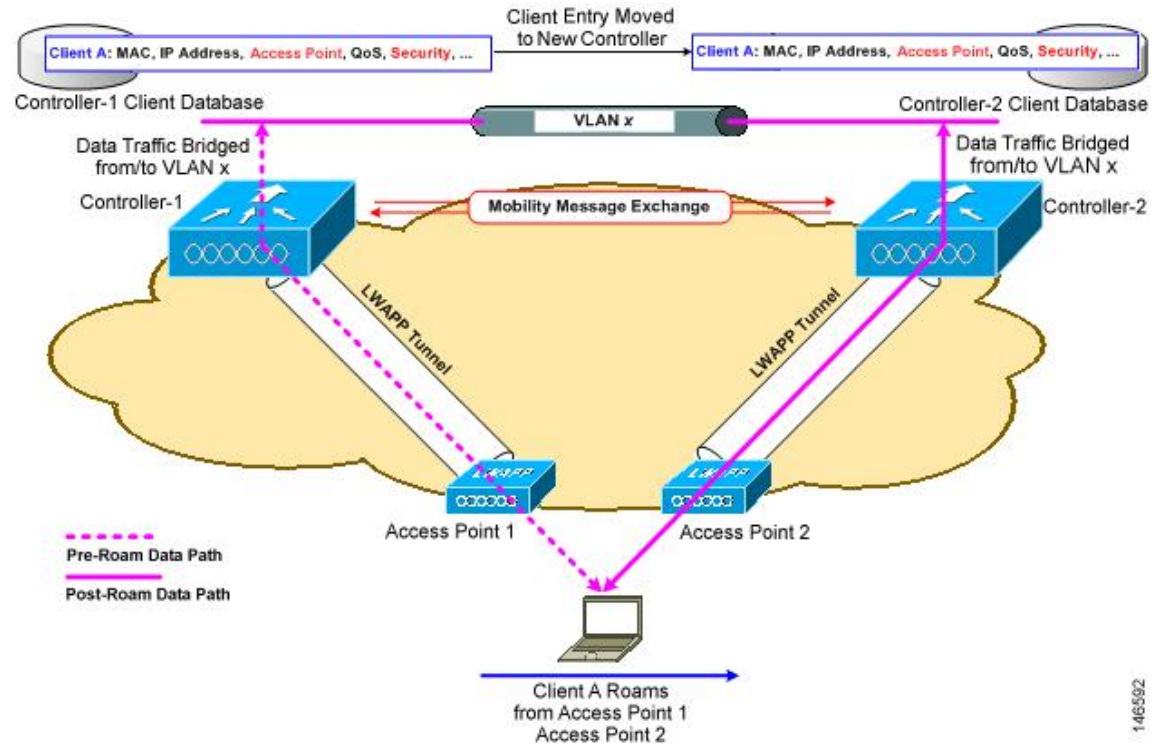 Client Entry Moved
to New Controller
Client A: MAC, IP Address, Access Point, QoS, Security, ...
Client A: MAC, IP Address, Access Point, QoS, Security, ...
Controller-1 Client Database
Controller-2 Client Database
VLAN x
Data Traffic Bridged
from/to VLAN x
Data Traffic Bridged
from/to VLAN x
Controller-1
Mobility Message Exchange
Controller-2
LWAPP Tunnel
LWAPP Tunnel
LWAPP
LWAPP
Access Point 1
Access Point 2
Pre-Roam Data Path
Post-Roam Data Path
Client A Roams
from Access Point 1
Access Point 2
146592